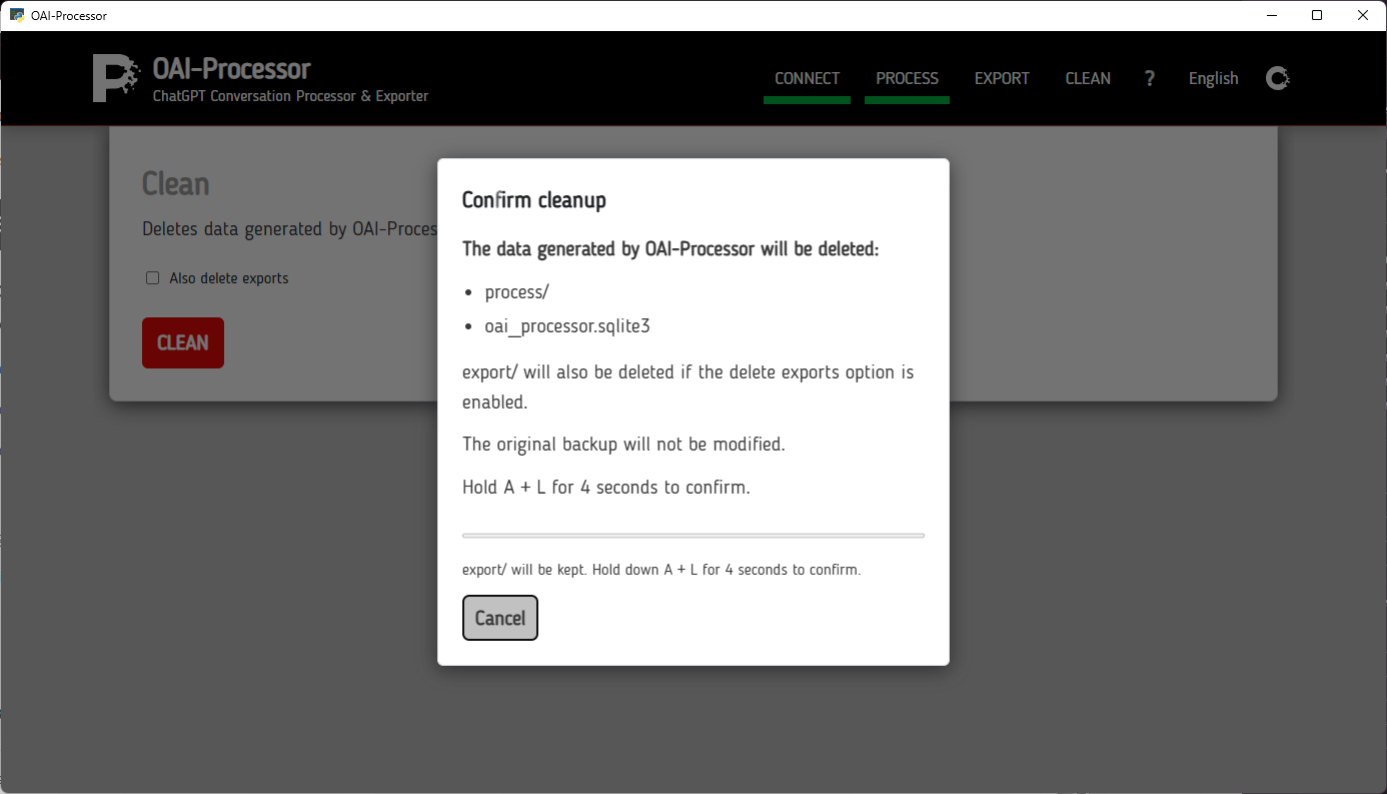 OAI-Processor
OAI-Processor
ChatGPT Conversation Processor & Exporter
CONNECT PROCESS EXPORT CLEAN ? English
Clean
Deletes data generated by OAI-Proces
Also delete exports
CLEAN
Confirm cleanup
The data generated by OAI-Processor will be deleted:
• process/
• oai_processor.sqlite3
export/ will also be deleted if the delete exports option is
enabled.
The original backup will not be modified.
Hold A + L for 4 seconds to confirm.
export/ will be kept. Hold down A + L for 4 seconds to confirm.
Cancel